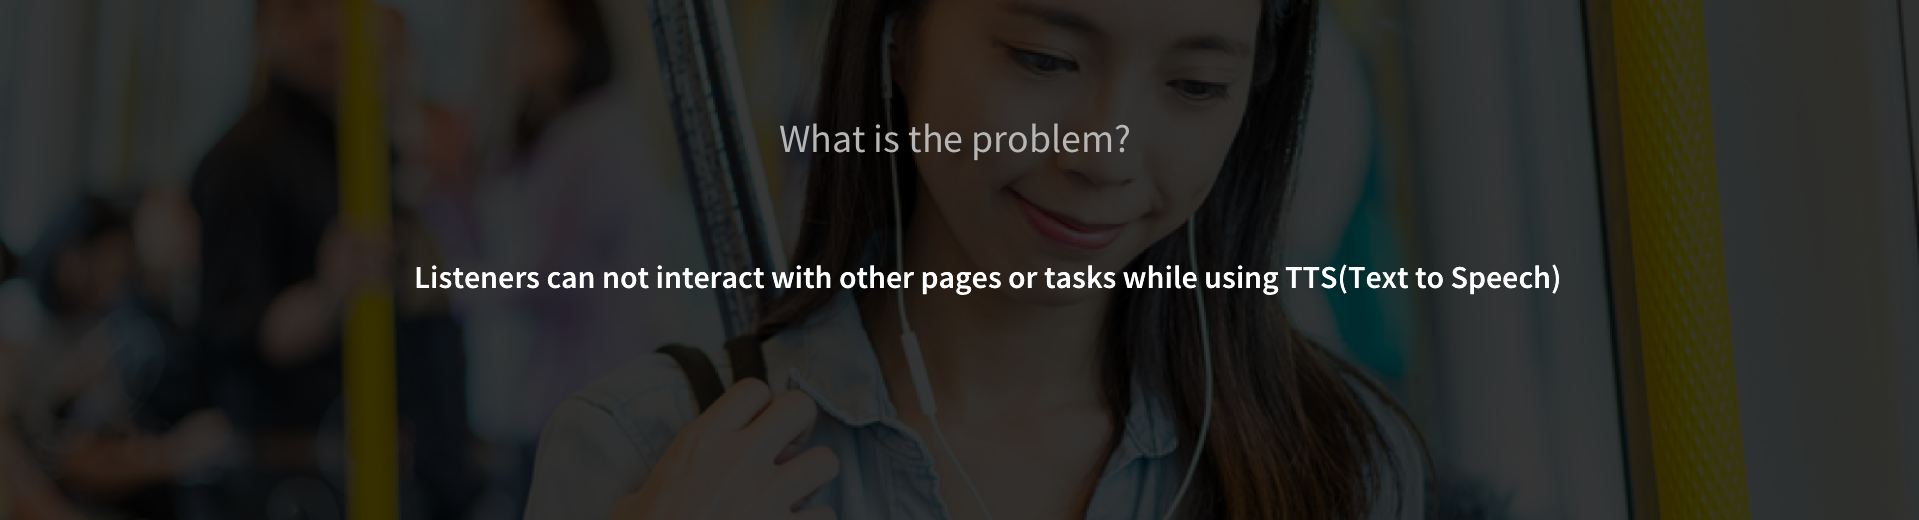 What is the problem?
Listeners can not interact with other pages or tasks while using TTS(Text to Speech)